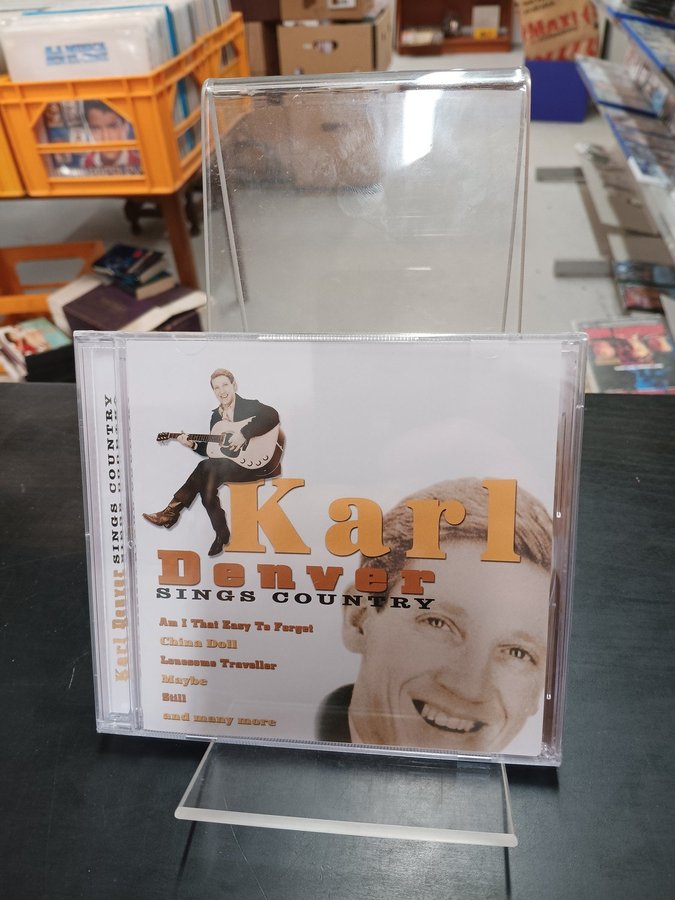 MAXI
Karl
Denver
SINGS COUNTRY
Am I That Easy To Forget
China Doll
Lonesome Traveller
Maybe
Still
and many more
Karl Denver SINGS COUNTRY